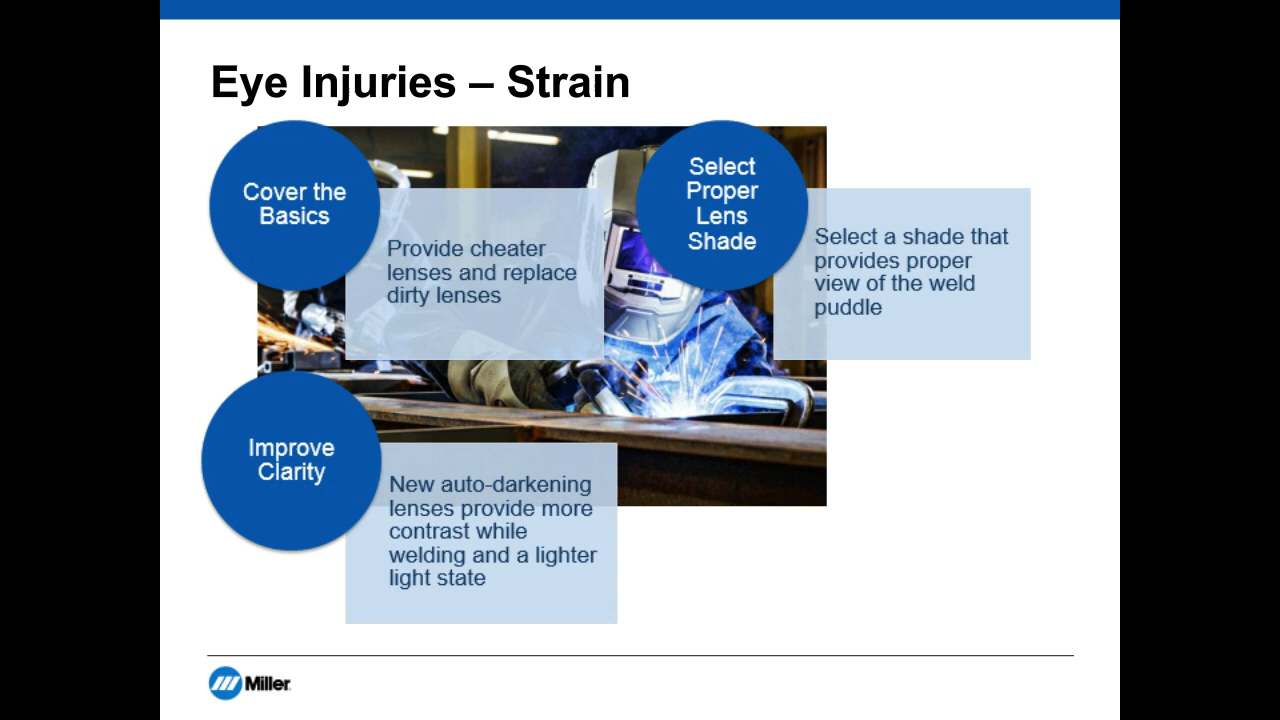 Eye Injuries – Strain
Cover the
Basics
Provide cheater
lenses and replace
dirty lenses
Select
Proper
Lens
Shade
Select a shade that
provides proper
view of the weld
puddle
Improve
Clarity
New auto-darkening
lenses provide more
contrast while
welding and a lighter
light state
Miller